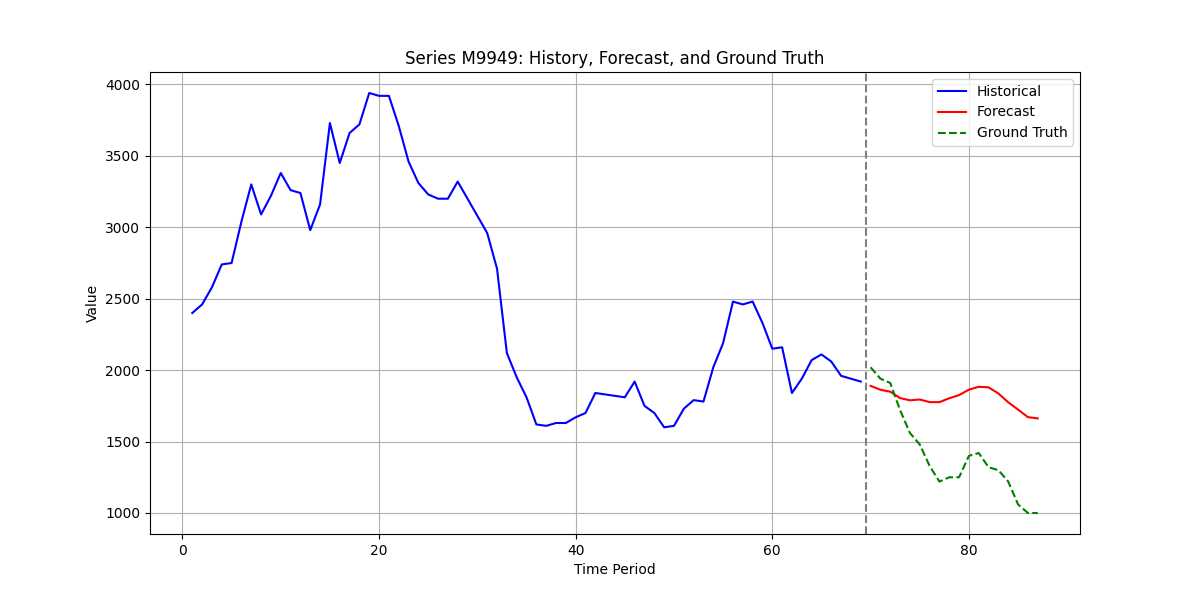 Series M9949: History, Forecast, and Ground Truth
Historical
Forecast
Ground Truth
Value
4000
3500
3000
2500
2000
1500
1000
0 20 40 60 80
Time Period